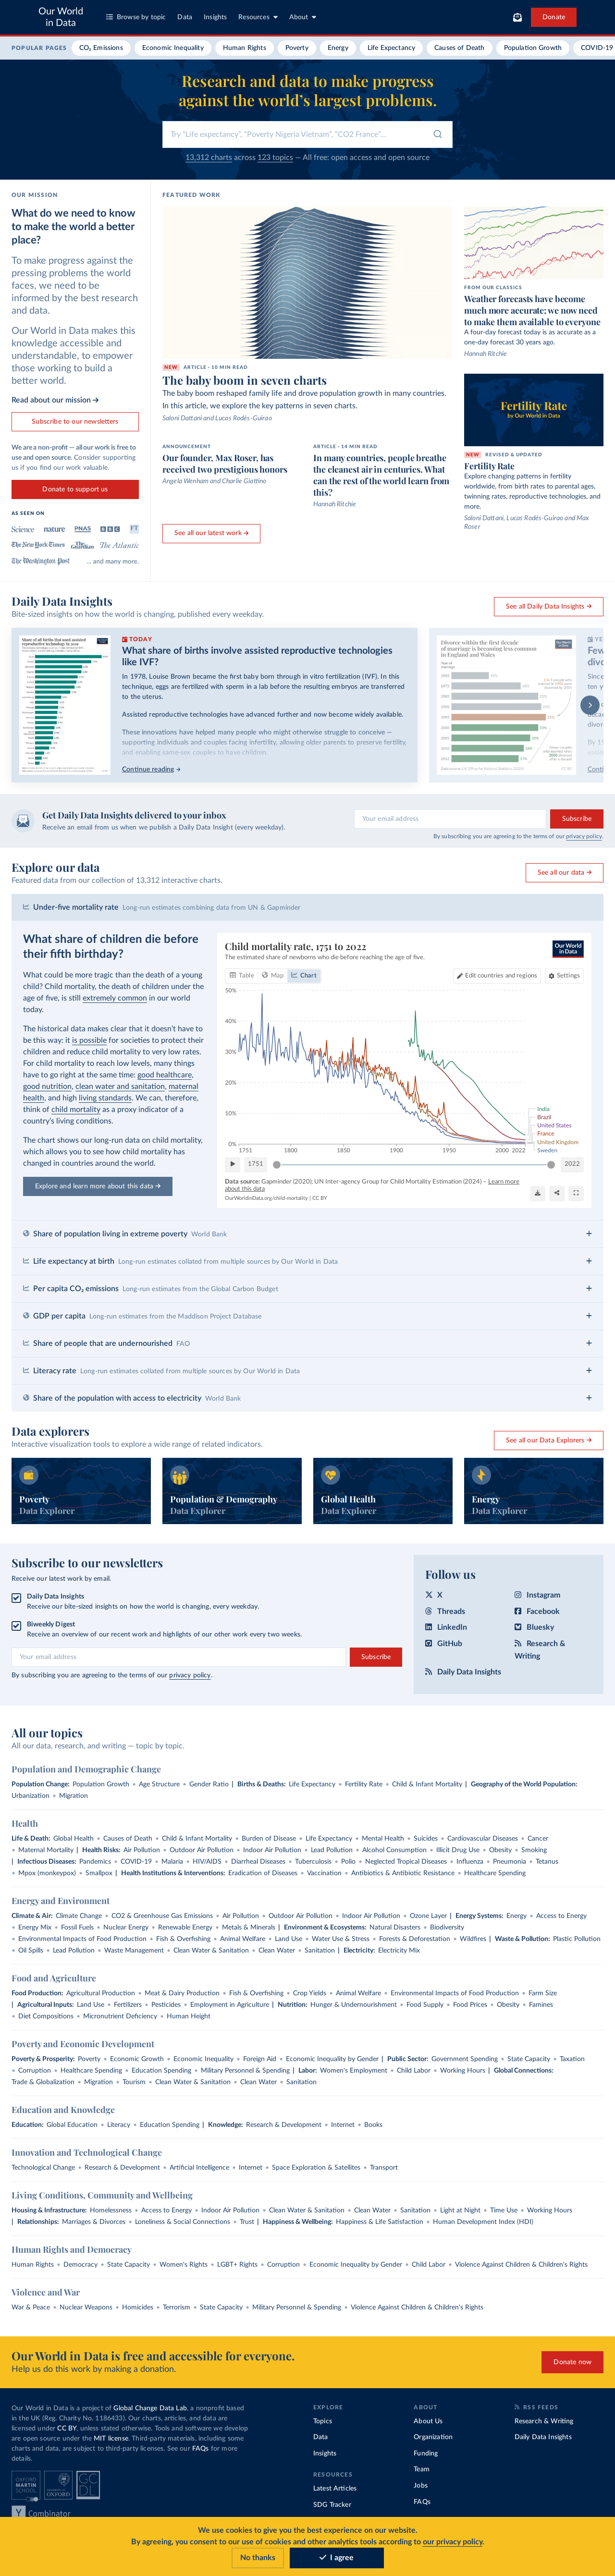 Our World
in Data
Browse by topic
Data
Insights
Resources
About
Donate
POPULAR PAGES
CO₂ Emissions
Economic Inequality
Human Rights
Poverty
Energy
Life Expectancy
Causes of Death
Population Growth
COVID-19
Research and data to make progress
against the world's largest problems.
Try "Life expectancy", "Poverty Nigeria Vietnam", "CO2 France"...
13,312 charts across 123 topics — All free: open access and open source
OUR MISSION
What do we need to know
to make the world a better
place?
To make progress against the
pressing problems the world
faces, we need to be
informed by the best research
and data.
Our World in Data makes this
knowledge accessible and
understandable, to empower
those working to build a
better world.
Read about our mission →
Subscribe to our newsletters
We are a non-profit — all our work is free to
use and open source. Consider supporting
us if you find our work valuable.
Donate to support us
AS SEEN ON
Science nature PNAS BBC FT
The New York Times The Guardian The Atlantic
The Washington Post ... and many more.
FEATURED WORK
NEW ARTICLE · 10 MIN READ
The baby boom in seven charts
The baby boom reshaped family life and drove population growth in many countries.
In this article, we explore the key patterns in seven charts.
Saloni Dattani and Lucas Rodés-Guirao
ANNOUNCEMENT
Our founder, Max Roser, has
received two prestigious honors
Angela Wenham and Charlie Giattino
ARTICLE · 14 MIN READ
In many countries, people breathe
the cleanest air in centuries. What
can the rest of the world learn from
this?
Hannah Ritchie
See all our latest work →
FROM OUR CLASSICS
Weather forecasts have become
much more accurate; we now need
to make them available to everyone
A four-day forecast today is as accurate as a
one-day forecast 30 years ago.
Hannah Ritchie
Fertility Rate
by Our World in Data
NEW REVISED & UPDATED
Fertility Rate
Explore changing patterns in fertility
worldwide, from birth rates to parental ages,
twinning rates, reproductive technologies, and
more.
Saloni Dattani, Lucas Rodés-Guirao and Max
Roser
Daily Data Insights
Bite-sized insights on how the world is changing, published every weekday.
See all Daily Data Insights →
TODAY
What share of births involve assisted reproductive technologies
like IVF?
In 1978, Louise Brown became the first baby born through in vitro fertilization (IVF). In this
technique, eggs are fertilized with sperm in a lab before the resulting embryos are transferred
to the uterus.
Assisted reproductive technologies have advanced further and now become widely available.
These innovations have helped many people who might otherwise struggle to conceive —
supporting individuals and couples facing infertility, allowing older parents to preserve fertility,
and enabling same-sex couples to have children.
Continue reading →
Divorce within the first decade
of marriage is becoming less common
in England and Wales
Get Daily Data Insights delivered to your inbox
Receive an email from us when we publish a Daily Data Insight (every weekday).
Your email address
Subscribe
By subscribing you are agreeing to the terms of our privacy policy.
Explore our data
Featured data from our collection of 13,312 interactive charts.
See all our data →
Under-five mortality rate Long-run estimates combining data from UN & Gapminder
What share of children die before
their fifth birthday?
What could be more tragic than the death of a young
child? Child mortality, the death of children under the
age of five, is still extremely common in our world
today.
The historical data makes clear that it doesn't have to
be this way: it is possible for societies to protect their
children and reduce child mortality to very low rates.
For child mortality to reach low levels, many things
have to go right at the same time: good healthcare,
good nutrition, clean water and sanitation, maternal
health, and high living standards. We can, therefore,
think of child mortality as a proxy indicator of a
country's living conditions.
The chart shows our long-run data on child mortality,
which allows you to see how child mortality has
changed in countries around the world.
Explore and learn more about this data →
Child mortality rate, 1751 to 2022
The estimated share of newborns who die before reaching the age of five.
Our World
in Data
Table
Map
Chart
Edit countries and regions
Settings
50%
40%
30%
20%
10%
0%
1751 1800 1850 1900 1950 2000 2022
India
Brazil
United States
France
United Kingdom
Sweden
1751
2022
Data source: Gapminder (2020); UN Inter-agency Group for Child Mortality Estimation (2024) – Learn more
about this data
OurWorldinData.org/child-mortality | CC BY
Share of population living in extreme poverty World Bank
Life expectancy at birth Long-run estimates collated from multiple sources by Our World in Data
Per capita CO₂ emissions Long-run estimates from the Global Carbon Budget
GDP per capita Long-run estimates from the Maddison Project Database
Share of people that are undernourished FAO
Literacy rate Long-run estimates collated from multiple sources by Our World in Data
Share of the population with access to electricity World Bank
Data explorers
Interactive visualization tools to explore a wide range of related indicators.
See all our Data Explorers →
Poverty
Data Explorer
Population & Demography
Data Explorer
Global Health
Data Explorer
Energy
Data Explorer
Subscribe to our newsletters
Receive our latest work by email.
Daily Data Insights
Receive our bite-sized insights on how the world is changing, every weekday.
Biweekly Digest
Receive an overview of our recent work and highlights of our other work every two weeks.
Your email address
Subscribe
By subscribing you are agreeing to the terms of our privacy policy.
Follow us
X
Threads
LinkedIn
GitHub
Daily Data Insights
Instagram
Facebook
Bluesky
Research &
Writing
All our topics
All our data, research, and writing — topic by topic.
Population and Demographic Change
Population Change: Population Growth • Age Structure • Gender Ratio | Births & Deaths: Life Expectancy • Fertility Rate • Child & Infant Mortality | Geography of the World Population:
Urbanization • Migration
Health
Life & Death: Global Health • Causes of Death • Child & Infant Mortality • Burden of Disease • Life Expectancy • Mental Health • Suicides • Cardiovascular Diseases • Cancer
• Maternal Mortality | Health Risks: Air Pollution • Outdoor Air Pollution • Indoor Air Pollution • Lead Pollution • Alcohol Consumption • Illicit Drug Use • Obesity • Smoking
| Infectious Diseases: Pandemics • COVID-19 • Malaria • HIV/AIDS • Diarrheal Diseases • Tuberculosis • Polio • Neglected Tropical Diseases • Influenza • Pneumonia • Tetanus
• Mpox (monkeypox) • Smallpox | Health Institutions & Interventions: Eradication of Diseases • Vaccination • Antibiotics & Antibiotic Resistance • Healthcare Spending
Energy and Environment
Climate & Air: Climate Change • CO2 & Greenhouse Gas Emissions • Air Pollution • Outdoor Air Pollution • Indoor Air Pollution • Ozone Layer | Energy Systems: Energy • Access to Energy
• Energy Mix • Fossil Fuels • Nuclear Energy • Renewable Energy • Metals & Minerals | Environment & Ecosystems: Natural Disasters • Biodiversity
• Environmental Impacts of Food Production • Fish & Overfishing • Animal Welfare • Land Use • Water Use & Stress • Forests & Deforestation • Wildfires | Waste & Pollution: Plastic Pollution
• Oil Spills • Lead Pollution • Waste Management • Clean Water & Sanitation • Clean Water • Sanitation | Electricity: Electricity Mix
Food and Agriculture
Food Production: Agricultural Production • Meat & Dairy Production • Fish & Overfishing • Crop Yields • Animal Welfare • Environmental Impacts of Food Production • Farm Size
| Agricultural Inputs: Land Use • Fertilizers • Pesticides • Employment in Agriculture | Nutrition: Hunger & Undernourishment • Food Supply • Food Prices • Obesity • Famines
• Diet Compositions • Micronutrient Deficiency • Human Height
Poverty and Economic Development
Poverty & Prosperity: Poverty • Economic Growth • Economic Inequality • Foreign Aid • Economic Inequality by Gender | Public Sector: Government Spending • State Capacity • Taxation
• Corruption • Healthcare Spending • Education Spending • Military Personnel & Spending | Labor: Women's Employment • Child Labor • Working Hours | Global Connections:
Trade & Globalization • Migration • Tourism • Clean Water & Sanitation • Clean Water • Sanitation
Education and Knowledge
Education: Global Education • Literacy • Education Spending | Knowledge: Research & Development • Internet • Books
Innovation and Technological Change
Technological Change • Research & Development • Artificial Intelligence • Internet • Space Exploration & Satellites • Transport
Living Conditions, Community and Wellbeing
Housing & Infrastructure: Homelessness • Access to Energy • Indoor Air Pollution • Clean Water & Sanitation • Clean Water • Sanitation • Light at Night • Time Use • Working Hours
| Relationships: Marriages & Divorces • Loneliness & Social Connections • Trust | Happiness & Wellbeing: Happiness & Life Satisfaction • Human Development Index (HDI)
Human Rights and Democracy
Human Rights • Democracy • State Capacity • Women's Rights • LGBT+ Rights • Corruption • Economic Inequality by Gender • Child Labor • Violence Against Children & Children's Rights
Violence and War
War & Peace • Nuclear Weapons • Homicides • Terrorism • State Capacity • Military Personnel & Spending • Violence Against Children & Children's Rights
Our World in Data is free and accessible for everyone.
Help us do this work by making a donation.
Donate now
Our World in Data is a project of Global Change Data Lab, a nonprofit based
in the UK (Reg. Charity No. 1186433). Our charts, articles, and data are
licensed under CC BY, unless stated otherwise. Tools and software we develop
are open source under the MIT license. Third-party materials, including some
charts and data, are subject to third-party licenses. See our FAQs for more
details.
OXFORD
MARTIN
SCHOOL
UNIVERSITY OF
OXFORD
GC
DL
Y Combinator
EXPLORE
Topics
Data
Insights
RESOURCES
Latest Articles
SDG Tracker
ABOUT
About Us
Organization
Funding
Team
Jobs
FAQs
RSS FEEDS
Research & Writing
Daily Data Insights
We use cookies to give you the best experience on our website.
By agreeing, you consent to our use of cookies and other analytics tools according to our privacy policy.
No thanks
I agree